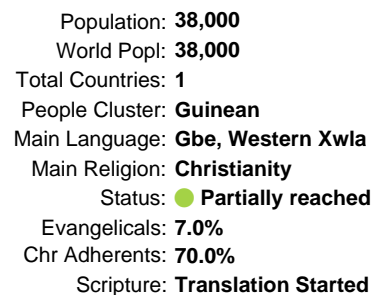 Population: 38,000
World Popl: 38,000
Total Countries: 1
People Cluster: Guinean
Main Language: Gbe, Western Xwla
Main Religion: Christianity
Status: Partially reached
Evangelicals: 7.0%
Chr Adherents: 70.0%
Scripture: Translation Started